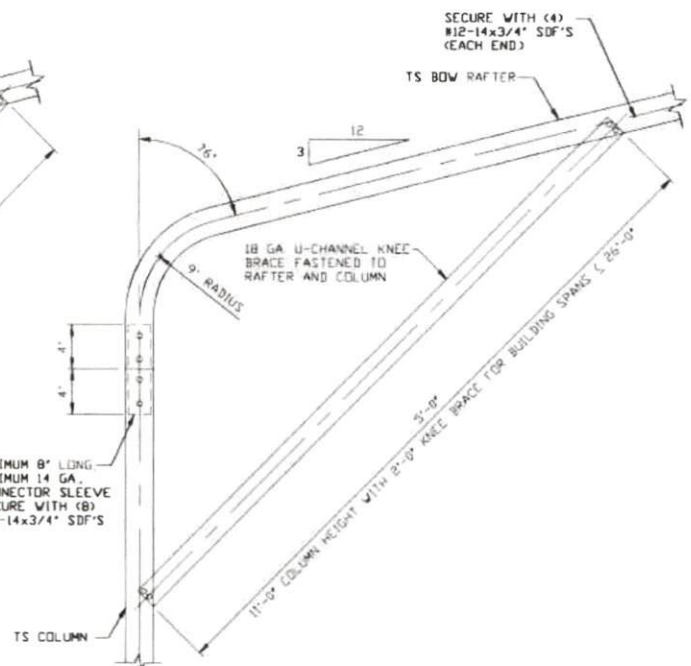 SECURE WITH (4)
#12-14x3/4" SDF'S
(EACH END)
TS BOW RAFTER
12
3
76°
18 GA. U-CHANNEL KNEE
BRACE FASTENED TO
RAFTER AND COLUMN
9" RADIUS
4"
4"
5'-0"
11'-0" COLUMN HEIGHT WITH 2'-0" KNEE BRACE FOR BUILDING SPANS ≤ 26'-0"
IMUM 8" LONG,
IMUM 14 GA.
NNECTOR SLEEVE
CURE WITH (8)
-14x3/4" SDF'S
TS COLUMN